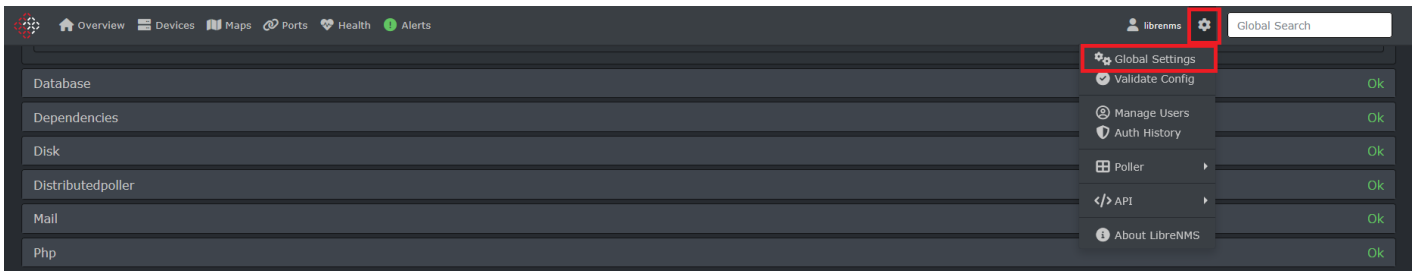 Overview Devices Maps Ports Health Alerts librenms Global Search
Global Settings
Database Validate Config Ok
Dependencies Manage Users Ok
Auth History
Disk Ok
Poller
Distributedpoller Ok
API
Mail Ok
About LibreNMS
Php Ok